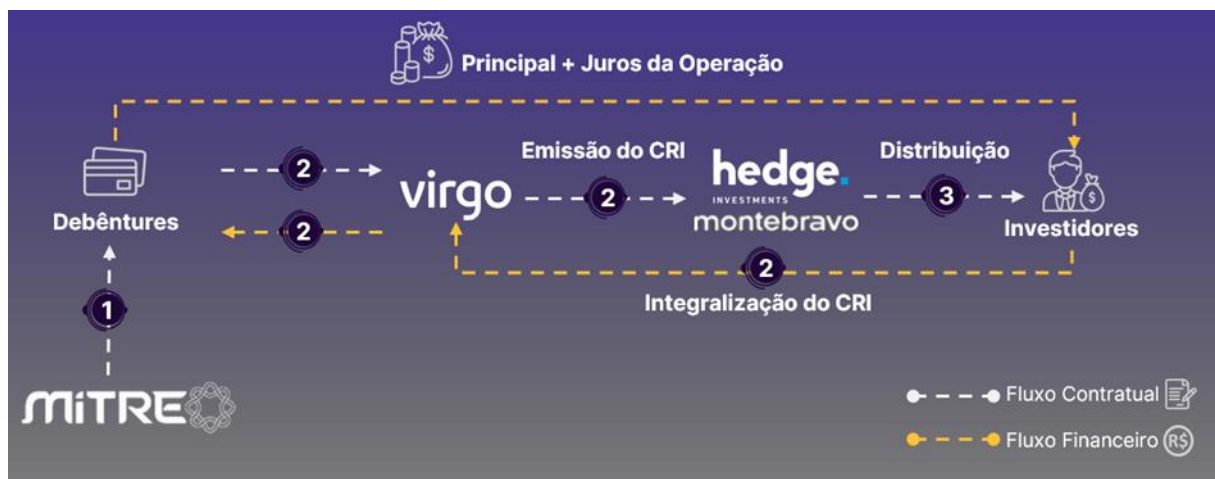 $
Principal + Juros da Operação
Emissão do CRI
Distribuição
2
virgo
2
hedge.
INVESTMENTS
montebravo
3
$
Debêntures
2
Investidores
2
Integralização do CRI
1
MiTRE
Fluxo Contratual
Fluxo Financeiro R$